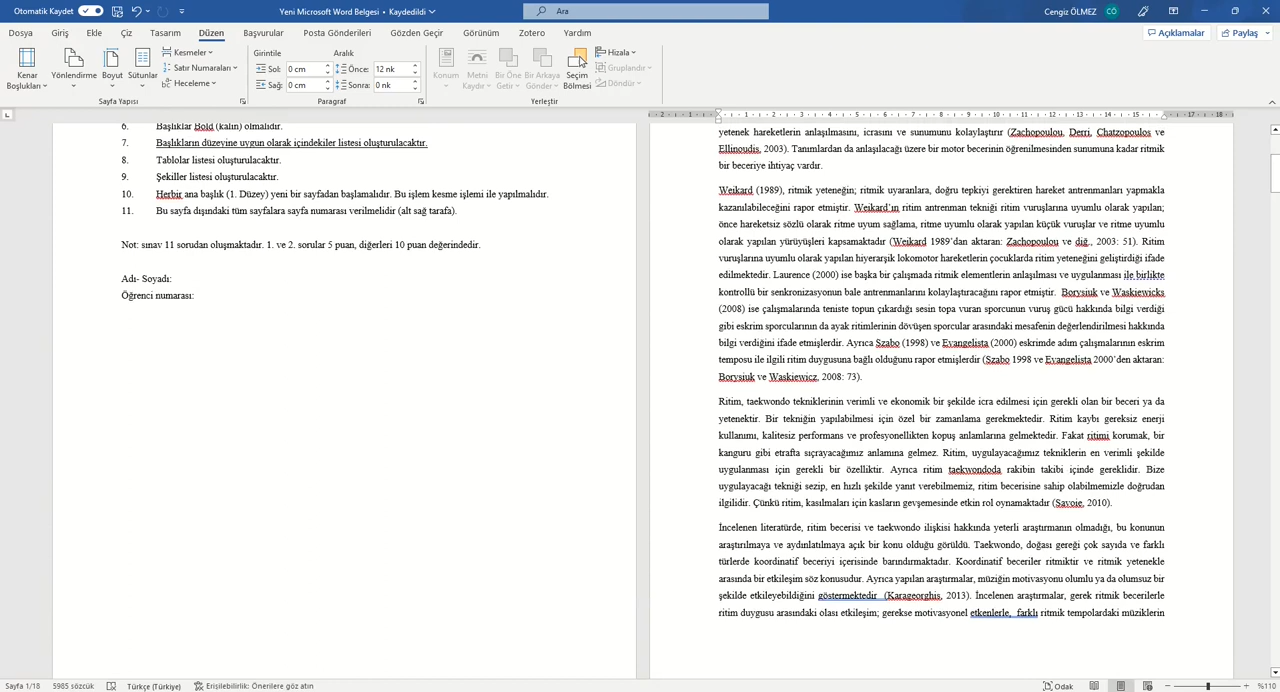 Otomatik Kaydet
Yeni Microsoft Word Belgesi • Kaydedildi
Ara
Cengiz ÖLMEZ CÖ
Dosya Giriş Ekle Çiz Tasarım Düzen Başvurular Posta Gönderileri Gözden Geçir Görünüm Zotero Yardım
Açıklamalar Paylaş
Kenar Boşlukları
Yönlendirme
Boyut
Sütunlar
Kesmeler
Satır Numaraları
Heceleme
Sayfa Yapısı
Girintile Aralık
Sol: 0 cm Önce: 12 nk
Sağ: 0 cm Sonra: 0 nk
Paragraf
Konum
Metni Kaydır
Bir Öne Getir
Bir Arkaya Gönder
Seçim Bölmesi
Hizala
Gruplandır
Döndür
Yerleştir
6. Başlıklar Bold (kalın) olmalıdır.
7. Başlıkların düzeyine uygun olarak içindekiler listesi oluşturulacaktır.
8. Tablolar listesi oluşturulacaktır.
9. Şekiller listesi oluşturulacaktır.
10. Herbir ana başlık (1. Düzey) yeni bir sayfadan başlamalıdır. Bu işlem kesme işlemi ile yapılmalıdır.
11. Bu sayfa dışındaki tüm sayfalara sayfa numarası verilmelidir (alt sağ tarafa).
Not: sınav 11 sorudan oluşmaktadır. 1. ve 2. sorular 5 puan, diğerleri 10 puan değerindedir.
Adı- Soyadı:
Öğrenci numarası:
yetenek hareketlerin anlaşılmasını, icrasını ve sunumunu kolaylaştırır (Zachopoulou, Derri, Chatzopoulos ve
Ellinoudis, 2003). Tanımlardan da anlaşılacağı üzere bir motor becerinin öğrenilmesinden sunumuna kadar ritmik
bir beceriye ihtiyaç vardır.
Weikard (1989), ritmik yeteneğin; ritmik uyaranlara, doğru tepkiyi gerektiren hareket antrenmanları yapmakla
kazanılabileceğini rapor etmiştir. Weikard’ın ritim antrenman tekniği ritim vuruşlarına uyumlu olarak yapılan;
önce hareketsiz sözlü olarak ritme uyum sağlama, ritme uyumlu olarak yapılan küçük vuruşlar ve ritme uyumlu
olarak yapılan yürüyüşleri kapsamaktadır (Weikard 1989’dan aktaran: Zachopoulou ve diğ., 2003: 51). Ritim
vuruşlarına uyumlu olarak yapılan hiyerarşik lokomotor hareketlerin çocuklarda ritim yeteneğini geliştirdiği ifade
edilmektedir. Laurence (2000) ise başka bir çalışmada ritmik elementlerin anlaşılması ve uygulanması ile birlikte
kontrollü bir senkronizasyonun bale antrenmanlarını kolaylaştıracağını rapor etmiştir. Borysiuk ve Waskiewicks
(2008) ise çalışmalarında teniste topun çıkardığı sesin topa vuran sporcunun vuruş gücü hakkında bilgi verdiği
gibi eskrim sporcularının da ayak ritimlerinin dövüşen sporcular arasındaki mesafenin değerlendirilmesi hakkında
bilgi verdiğini ifade etmişlerdir. Ayrıca Szabo (1998) ve Evangelista (2000) eskrimde adım çalışmalarının eskrim
temposu ile ilgili ritim duygusuna bağlı olduğunu rapor etmişlerdir (Szabo 1998 ve Evangelista 2000’den aktaran:
Borysiuk ve Waskiewicz, 2008: 73).
Ritim, taekwondo tekniklerinin verimli ve ekonomik bir şekilde icra edilmesi için gerekli olan bir beceri ya da
yetenektir. Bir tekniğin yapılabilmesi için özel bir zamanlama gerekmektedir. Ritim kaybı gereksiz enerji
kullanımı, kalitesiz performans ve profesyonellikten kopuş anlamlarına gelmektedir. Fakat ritimi korumak, bir
kanguru gibi etrafta sıçrayacağımız anlamına gelmez. Ritim, uygulayacağımız tekniklerin en verimli şekilde
uygulanması için gerekli bir özelliktir. Ayrıca ritim taekwondoda rakibin takibi içinde gereklidir. Bize
uygulayacağı tekniği sezip, en hızlı şekilde yanıt verebilmemiz, ritim becerisine sahip olabilmemizle doğrudan
ilgilidir. Çünkü ritim, kasılmaları için kasların gevşemesinde etkin rol oynamaktadır (Savoie, 2010).
İncelenen literatürde, ritim becerisi ve taekwondo ilişkisi hakkında yeterli araştırmanın olmadığı, bu konunun
araştırılmaya ve aydınlatılmaya açık bir konu olduğu görüldü. Taekwondo, doğası gereği çok sayıda ve farklı
türlerde koordinatif beceriyi içerisinde barındırmaktadır. Koordinatif beceriler ritmiktir ve ritmik yetenekle
arasında bir etkileşim söz konusudur. Ayrıca yapılan araştırmalar, müziğin motivasyonu olumlu ya da olumsuz bir
şekilde etkileyebildiğini göstermektedir (Karageorghis, 2013). İncelenen araştırmalar, gerek ritmik becerilerle
ritim duygusu arasındaki olası etkileşim; gerekse motivasyonel etkenlerle, farklı ritmik tempolardaki müziklerin
Sayfa 1/18 5985 sözcük Türkçe (Türkiye) Erişilebilirlik: Önerilere göz atın
Odak %110